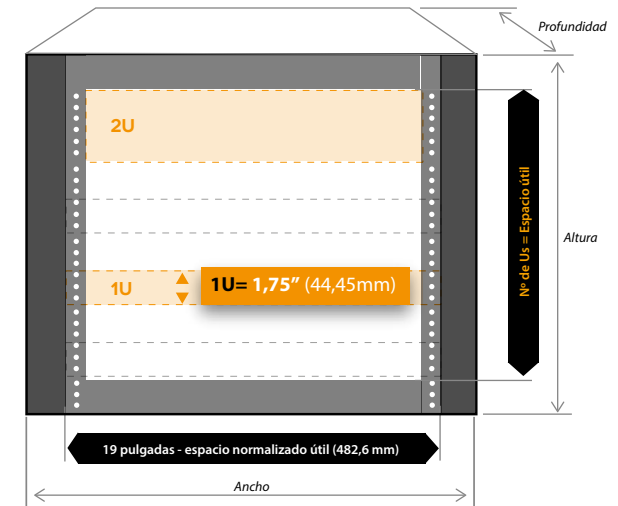 Profundidad
2U
Nº de Us = Espacio útil
Altura
1U
1U= 1,75” (44,45mm)
19 pulgadas - espacio normalizado útil (482,6 mm)
Ancho